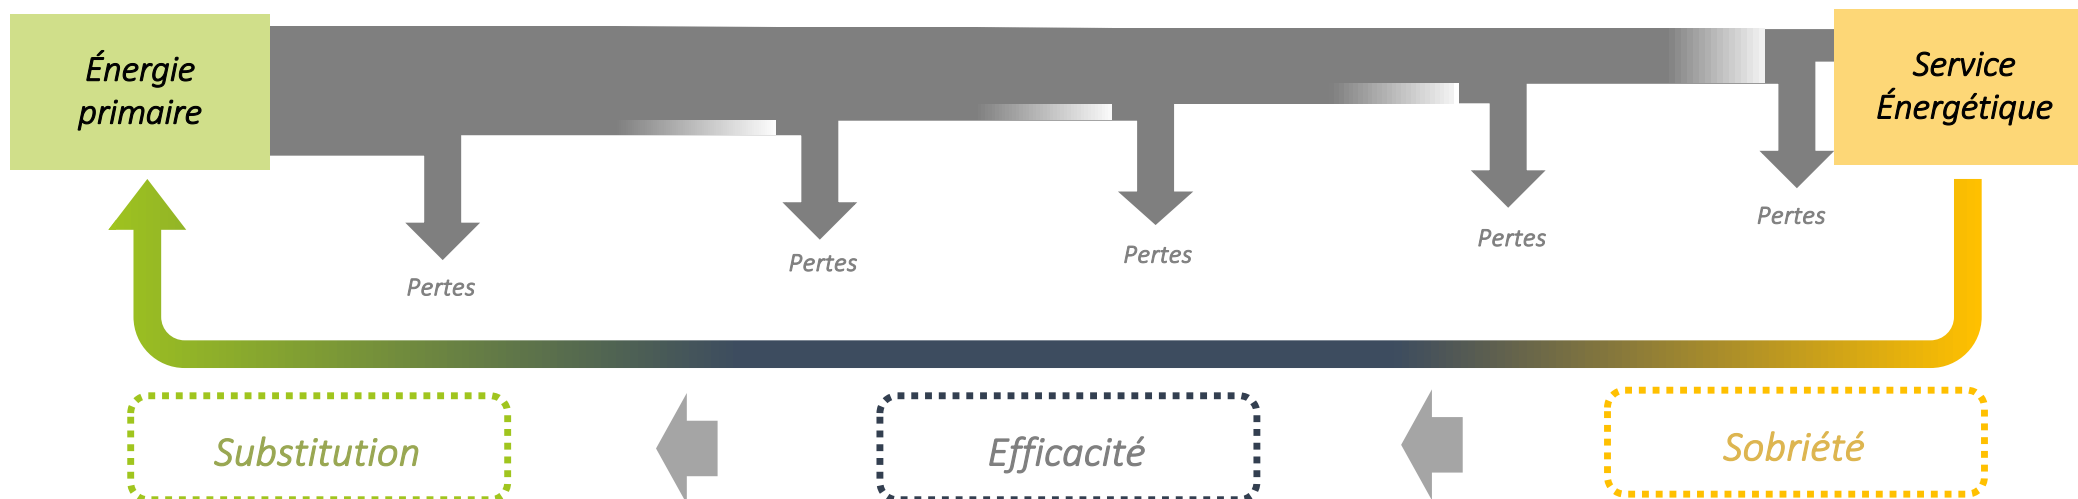 Énergie
primaire
Service
Énergétique
Pertes
Pertes
Pertes
Pertes
Pertes
Substitution
Efficacité
Sobriété